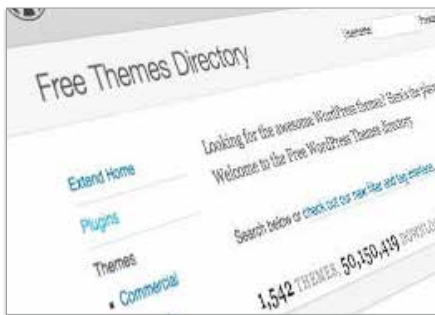 Username:
Free Themes Directory
Looking for the awesome WordPress themes? Here's the place
Welcome to the Free WordPress Themes directory
Extend Home
Plugins
Themes
Commercial
Search below or check out our new filter and tag interface.
1,542 THEMES, 50,150,419